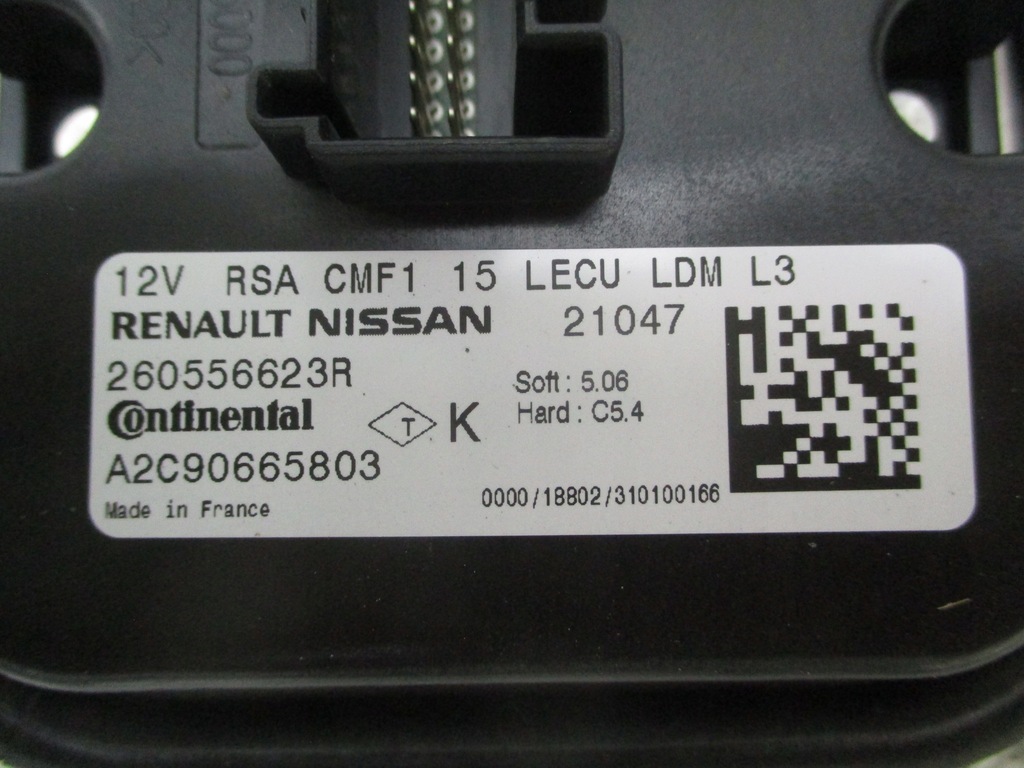 12V RSA CMF1 15 LECU LDM L3
RENAULT NISSAN 21047
260556623R
Soft : 5.06
Continental T K
Hard : C5.4
A2C90665803
0000/18802/310100166
Made in France